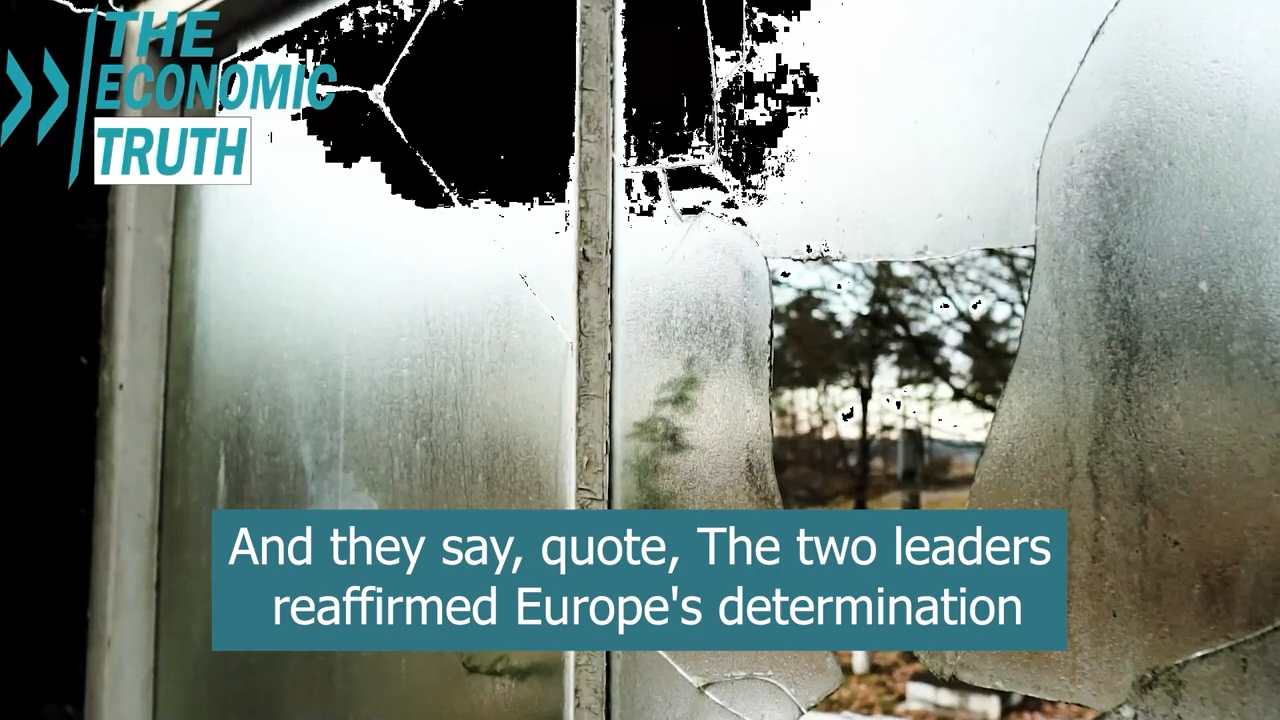 THE
ECONOMIC
TRUTH
And they say, quote, The two leaders
reaffirmed Europe's determination